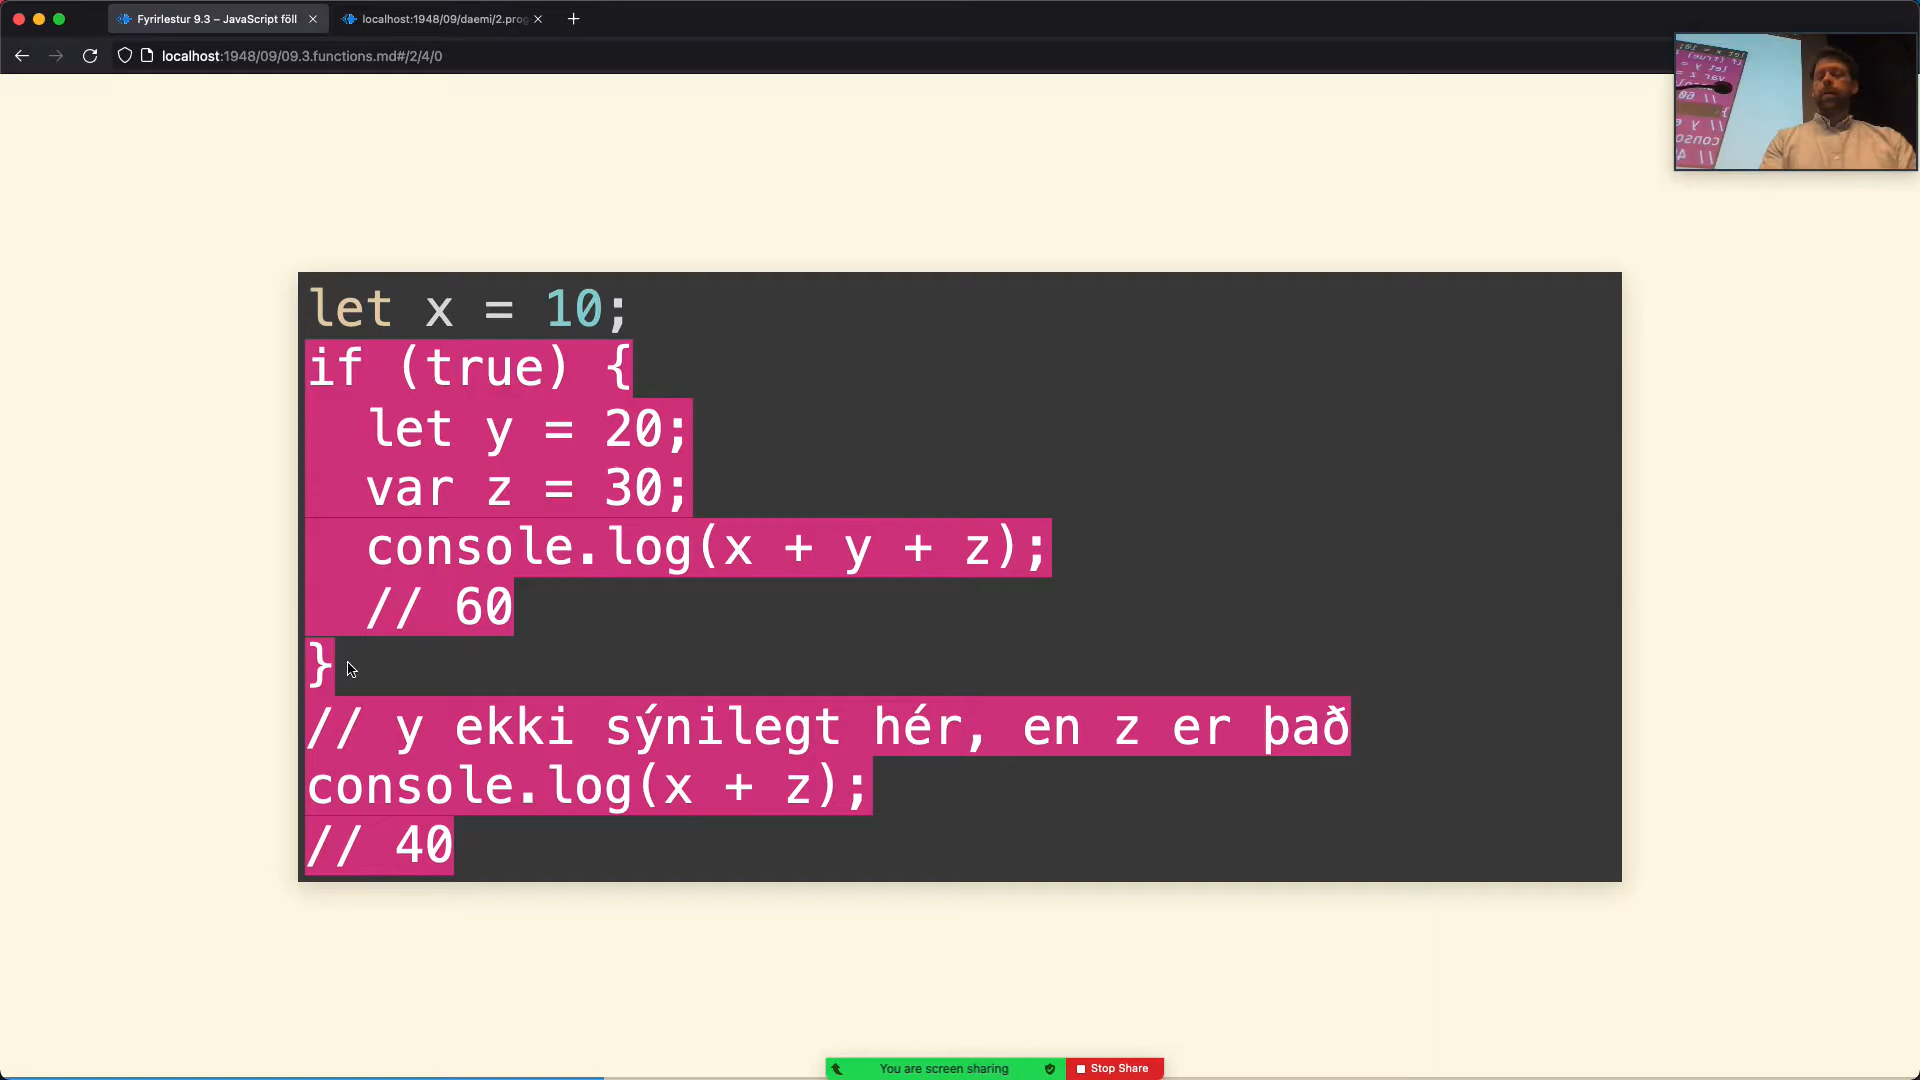 Fyrirlestur 9.3 – JavaScript föll
localhost:1948/09/daemi/2.prog
localhost:1948/09/09.3.functions.md#/2/4/0
let x = 10;
if (true) {
let y = 20;
var z = 30;
console.log(x + y + z);
// 60
}
// y ekki sýnilegt hér, en z er það
console.log(x + z);
// 40
You are screen sharing
Stop Share